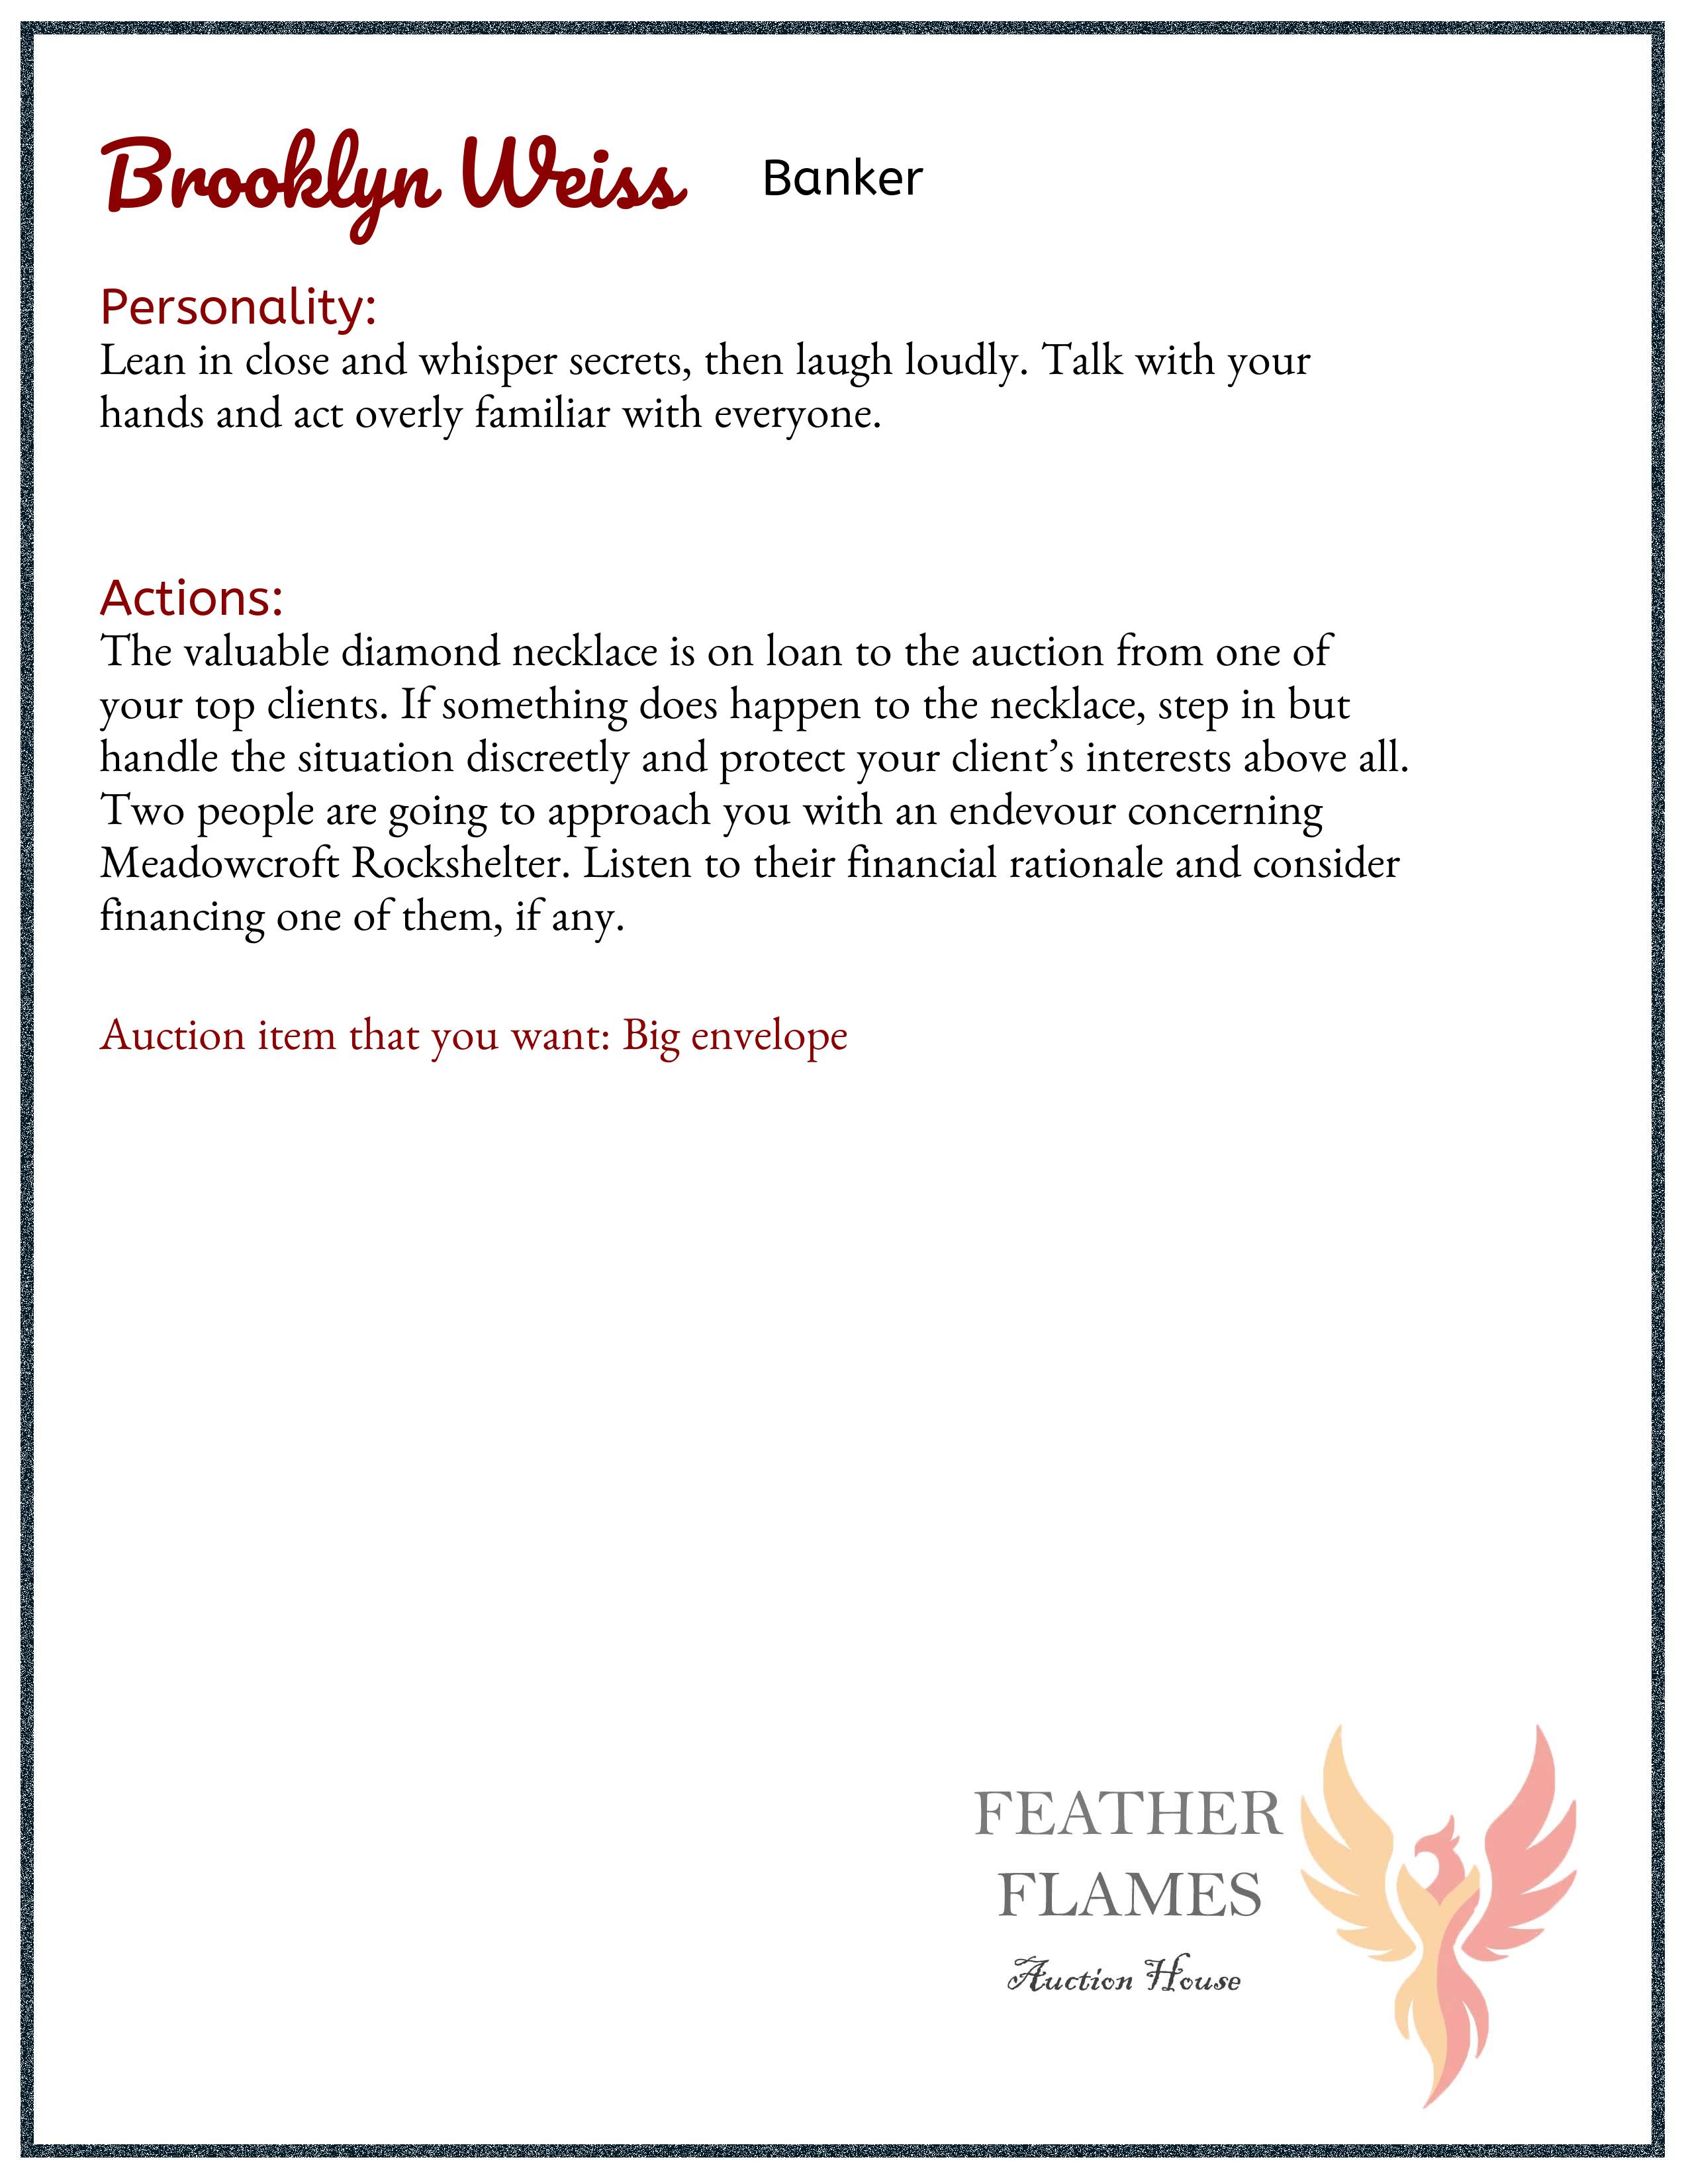 Brooklyn Weiss Banker
Personality:
Lean in close and whisper secrets, then laugh loudly. Talk with your
hands and act overly familiar with everyone.
Actions:
The valuable diamond necklace is on loan to the auction from one of
your top clients. If something does happen to the necklace, step in but
handle the situation discreetly and protect your client’s interests above all.
Two people are going to approach you with an endevour concerning
Meadowcroft Rockshelter. Listen to their financial rationale and consider
financing one of them, if any.
Auction item that you want: Big envelope
FEATHER
FLAMES
Auction House